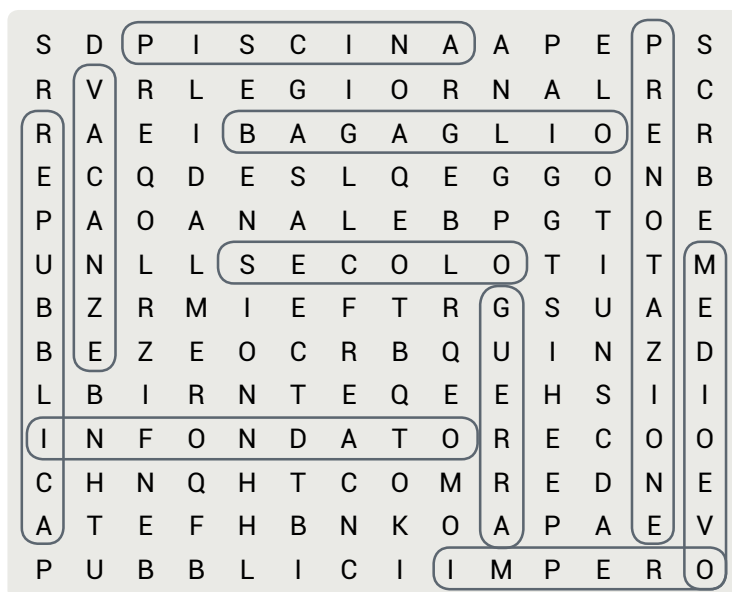 S D P I S C I N A A P E P S
R V R L E G I O R N A L R C
R A E I B A G A G L I O E R
E C Q D E S L Q E G G O N B
P A O A N A L E B P G T O E
U N L L S E C O L O T I T M
B Z R M I E F T R G S U A E
B E Z E O C R B Q U I N Z D
L B I R N T E Q E E H S I I
I N F O N D A T O R E C O O
C H N Q H T C O M R E D N E
A T E F H B N K O A P A E V
P U B B L I C I I M P E R O